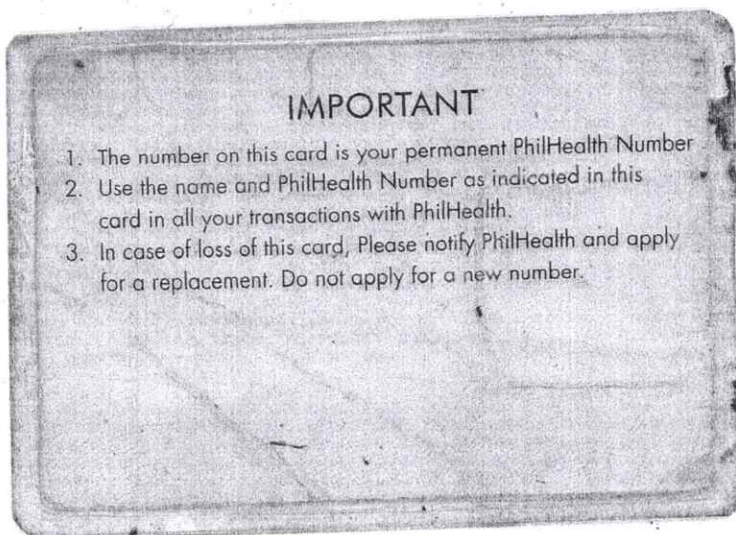 IMPORTANT
1. The number on this card is your permanent PhilHealth Number
2. Use the name and PhilHealth Number as indicated in this
card in all your transactions with PhilHealth.
3. In case of loss of this card, Please notify PhilHealth and apply
for a replacement. Do not apply for a new number.